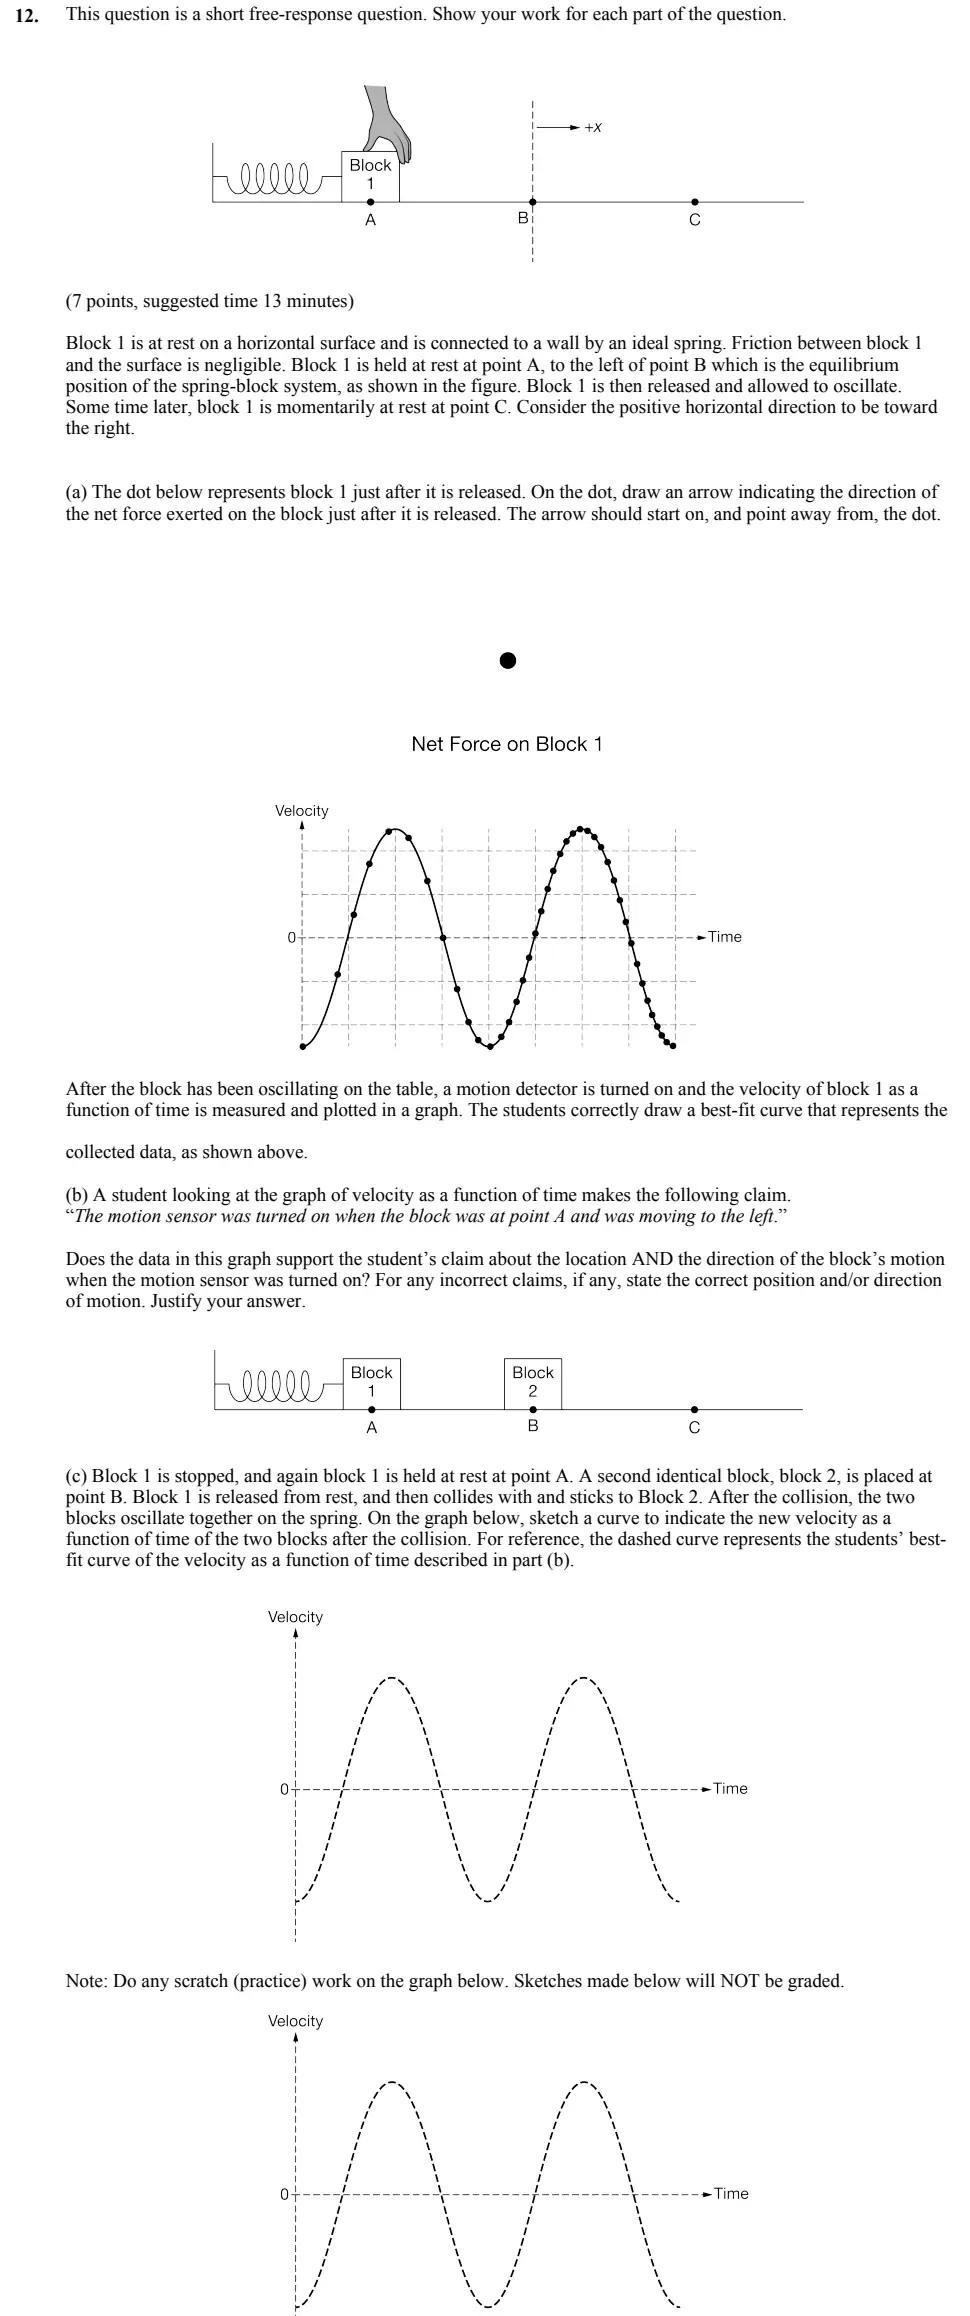 12. This question is a short free-response question. Show your work for each part of the question.
+x
Block
1
A
B
C
(7 points, suggested time 13 minutes)
Block 1 is at rest on a horizontal surface and is connected to a wall by an ideal spring. Friction between block 1
and the surface is negligible. Block 1 is held at rest at point A, to the left of point B which is the equilibrium
position of the spring-block system, as shown in the figure. Block 1 is then released and allowed to oscillate.
Some time later, block 1 is momentarily at rest at point C. Consider the positive horizontal direction to be toward
the right.
(a) The dot below represents block 1 just after it is released. On the dot, draw an arrow indicating the direction of
the net force exerted on the block just after it is released. The arrow should start on, and point away from, the dot.
Net Force on Block 1
Velocity
0
Time
After the block has been oscillating on the table, a motion detector is turned on and the velocity of block 1 as a
function of time is measured and plotted in a graph. The students correctly draw a best-fit curve that represents the
collected data, as shown above.
(b) A student looking at the graph of velocity as a function of time makes the following claim.
“The motion sensor was turned on when the block was at point A and was moving to the left.”
Does the data in this graph support the student’s claim about the location AND the direction of the block’s motion
when the motion sensor was turned on? For any incorrect claims, if any, state the correct position and/or direction
of motion. Justify your answer.
Block
1
Block
2
A
B
C
(c) Block 1 is stopped, and again block 1 is held at rest at point A. A second identical block, block 2, is placed at
point B. Block 1 is released from rest, and then collides with and sticks to Block 2. After the collision, the two
blocks oscillate together on the spring. On the graph below, sketch a curve to indicate the new velocity as a
function of time of the two blocks after the collision. For reference, the dashed curve represents the students’ best-
fit curve of the velocity as a function of time described in part (b).
Velocity
0
Time
Note: Do any scratch (practice) work on the graph below. Sketches made below will NOT be graded.
Velocity
0
Time